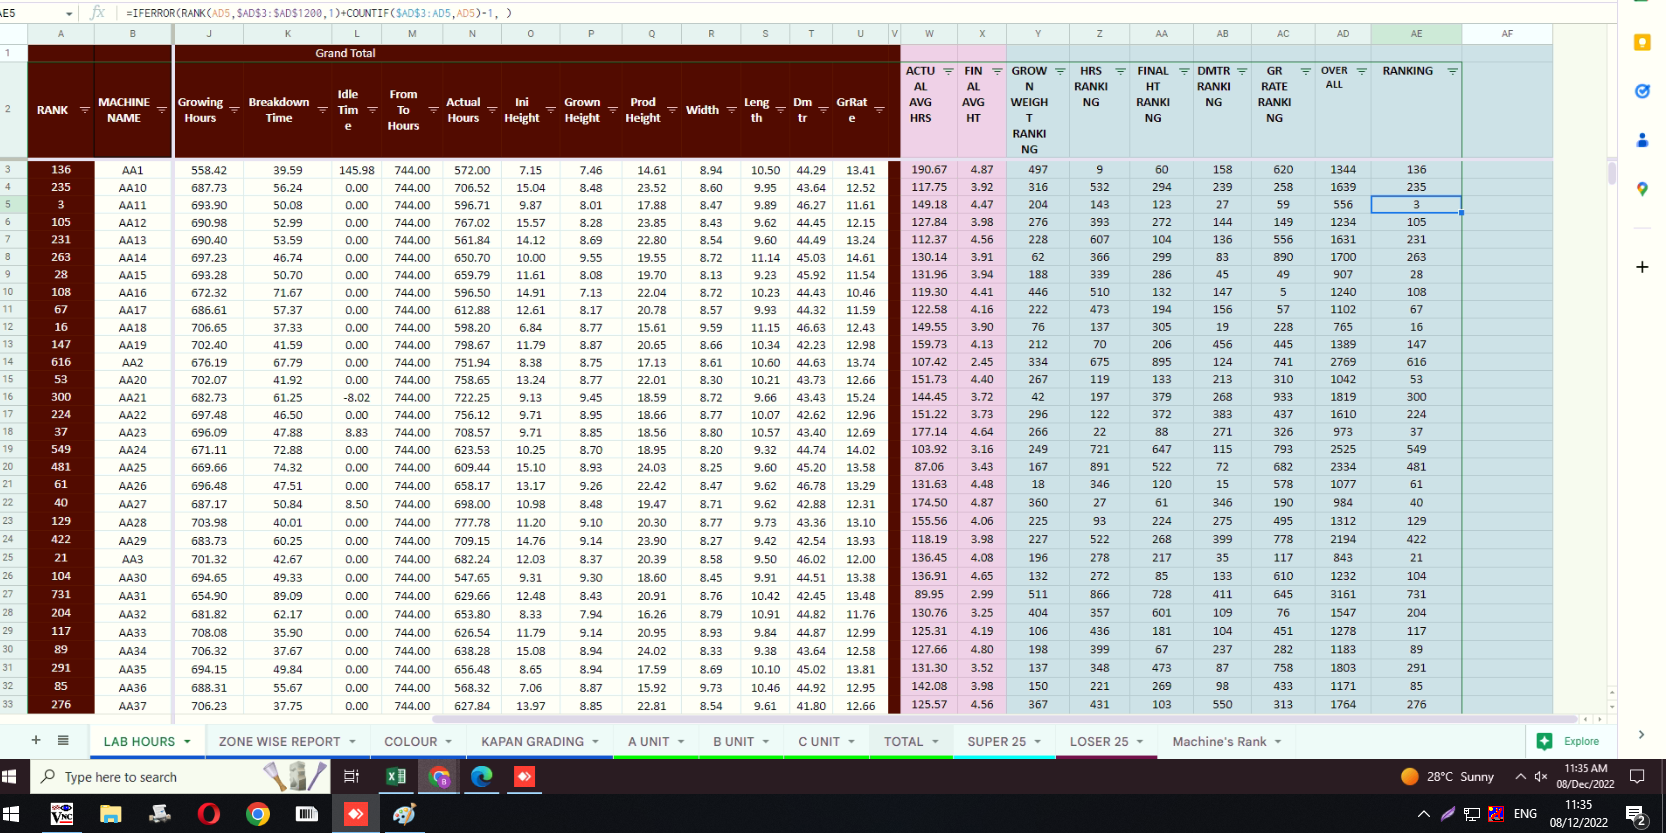 AE5 fx =IFERROR(RANK(AD5,$AD$3:$AD$1200,1)+COUNTIF($AD$3:AD5,AD5)-1, )
A B J K L M N O P Q R S T U V W X Y Z AA AB AC AD AE AF
1 Grand Total
2 RANK MACHINE NAME Growing Hours Breakdown Time Idle Time From To Hours Actual Hours Ini Height Grown Height Prod Height Width Length Dmtr GrRate ACTUAL AVG HRS FINAL AVG HT GROWN WEIGHT RANKING HRS RANKING FINAL HT RANKING DMTR RANKING GR RATE RANKING OVER ALL RANKING
3 136 AA1 558.42 39.59 145.98 744.00 572.00 7.15 7.46 14.61 8.94 10.50 44.29 13.41 190.67 4.87 497 9 60 158 620 1344 136
4 235 AA10 687.73 56.24 0.00 744.00 706.52 15.04 8.48 23.52 8.60 9.95 43.64 12.52 117.75 3.92 316 532 294 239 258 1639 235
5 3 AA11 693.90 50.08 0.00 744.00 596.71 9.87 8.01 17.88 8.47 9.89 46.27 11.61 149.18 4.47 204 143 123 27 59 556 3
6 105 AA12 690.98 52.99 0.00 744.00 767.02 15.57 8.28 23.85 8.43 9.62 44.45 12.15 127.84 3.98 276 393 272 144 149 1234 105
7 231 AA13 690.40 53.59 0.00 744.00 561.84 14.12 8.69 22.80 8.54 9.60 44.49 13.24 112.37 4.56 228 607 104 136 556 1631 231
8 263 AA14 697.23 46.74 0.00 744.00 650.70 10.00 9.55 19.55 8.72 11.14 45.03 14.61 130.14 3.91 62 366 299 83 890 1700 263
9 28 AA15 693.28 50.70 0.00 744.00 659.79 11.61 8.08 19.70 8.13 9.23 45.92 11.54 131.96 3.94 188 339 286 45 49 907 28
10 108 AA16 672.32 71.67 0.00 744.00 596.50 14.91 7.13 22.04 8.72 10.23 44.43 10.46 119.30 4.41 446 510 132 147 5 1240 108
11 67 AA17 686.61 57.37 0.00 744.00 612.88 12.61 8.17 20.78 8.57 9.93 44.32 11.59 122.58 4.16 222 473 194 156 57 1102 67
12 16 AA18 706.65 37.33 0.00 744.00 598.20 6.84 8.77 15.61 9.59 11.15 46.63 12.43 149.55 3.90 76 137 305 19 228 765 16
13 147 AA19 702.40 41.59 0.00 744.00 798.67 11.79 8.87 20.65 8.66 10.34 42.23 12.98 159.73 4.13 212 70 206 456 445 1389 147
14 616 AA2 676.19 67.79 0.00 744.00 751.94 8.38 8.75 17.13 8.61 10.60 44.63 13.74 107.42 2.45 334 675 895 124 741 2769 616
15 53 AA20 702.07 41.92 0.00 744.00 758.65 13.24 8.77 22.01 8.30 10.21 43.73 12.66 151.73 4.40 267 119 133 213 310 1042 53
16 300 AA21 682.73 61.25 -8.02 744.00 722.25 9.13 9.45 18.59 8.72 9.66 43.43 15.24 144.45 3.72 42 197 379 268 933 1819 300
17 224 AA22 697.48 46.50 0.00 744.00 756.12 9.71 8.95 18.66 8.77 10.07 42.62 12.96 151.22 3.73 296 122 372 383 437 1610 224
18 37 AA23 696.09 47.88 8.83 744.00 708.57 9.71 8.85 18.56 8.80 10.57 43.40 12.69 177.14 4.64 266 22 88 271 326 973 37
19 549 AA24 671.11 72.88 0.00 744.00 623.53 10.25 8.70 18.95 8.20 9.32 44.74 14.02 103.92 3.16 249 721 647 115 793 2525 549
20 481 AA25 669.66 74.32 0.00 744.00 609.44 15.10 8.93 24.03 8.25 9.60 45.20 13.58 87.06 3.43 167 891 522 72 682 2334 481
21 61 AA26 696.48 47.51 0.00 744.00 658.17 13.17 9.26 22.42 8.47 9.62 46.78 13.29 131.63 4.48 18 346 120 15 578 1077 61
22 40 AA27 687.17 50.84 8.50 744.00 698.00 10.98 8.48 19.47 8.71 9.62 42.88 12.31 174.50 4.87 360 27 61 346 190 984 40
23 129 AA28 703.98 40.01 0.00 744.00 777.78 11.20 9.10 20.30 8.77 9.73 43.36 13.10 155.56 4.06 225 93 224 275 495 1312 129
24 422 AA29 683.73 60.25 0.00 744.00 709.15 14.76 9.14 23.90 8.27 9.42 42.54 13.93 118.19 3.98 227 522 268 399 778 2194 422
25 21 AA3 701.32 42.67 0.00 744.00 682.24 12.03 8.37 20.39 8.58 9.50 46.02 12.00 136.45 4.08 196 278 217 35 117 843 21
26 104 AA30 694.65 49.33 0.00 744.00 547.65 9.31 9.30 18.60 8.45 9.91 44.51 13.38 136.91 4.65 132 272 85 133 610 1232 104
27 731 AA31 654.90 89.09 0.00 744.00 629.66 12.48 8.43 20.91 8.76 10.42 42.45 13.48 89.95 2.99 511 866 728 411 645 3161 731
28 204 AA32 681.82 62.17 0.00 744.00 653.80 8.33 7.94 16.26 8.79 10.91 44.82 11.76 130.76 3.25 404 357 601 109 76 1547 204
29 117 AA33 708.08 35.90 0.00 744.00 626.54 11.79 9.14 20.95 8.93 9.84 44.87 12.99 125.31 4.19 106 436 181 104 451 1278 117
30 89 AA34 706.32 37.67 0.00 744.00 638.28 15.08 8.94 24.02 8.33 9.38 43.64 12.58 127.66 4.80 198 399 67 237 282 1183 89
31 291 AA35 694.15 49.84 0.00 744.00 656.48 8.65 8.94 17.59 8.69 10.10 45.02 13.81 131.30 3.52 137 348 473 87 758 1803 291
32 85 AA36 688.31 55.67 0.00 744.00 568.32 7.06 8.87 15.92 9.73 10.46 44.92 12.95 142.08 3.98 150 221 269 98 433 1171 85
33 276 AA37 706.23 37.75 0.00 744.00 627.84 13.97 8.85 22.81 8.54 9.61 41.80 12.66 125.57 4.56 367 431 103 550 313 1764 276
LAB HOURS ZONE WISE REPORT COLOUR KAPAN GRADING A UNIT B UNIT C UNIT TOTAL SUPER 25 LOSER 25 Machine's Rank Explore
Type here to search 28°C Sunny 11:35 AM 08/Dec/2022
VNC ENG 11:35 08/12/2022 2